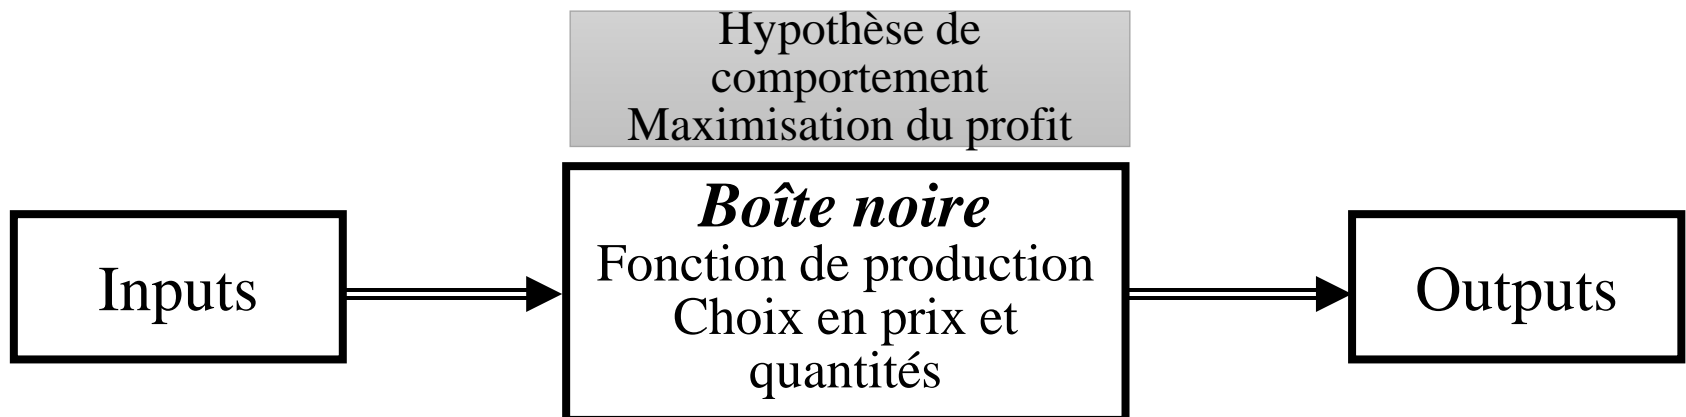 Hypothèse de
comportement
Maximisation du profit
Boîte noire
Fonction de production
Choix en prix et
quantités
Inputs
Outputs